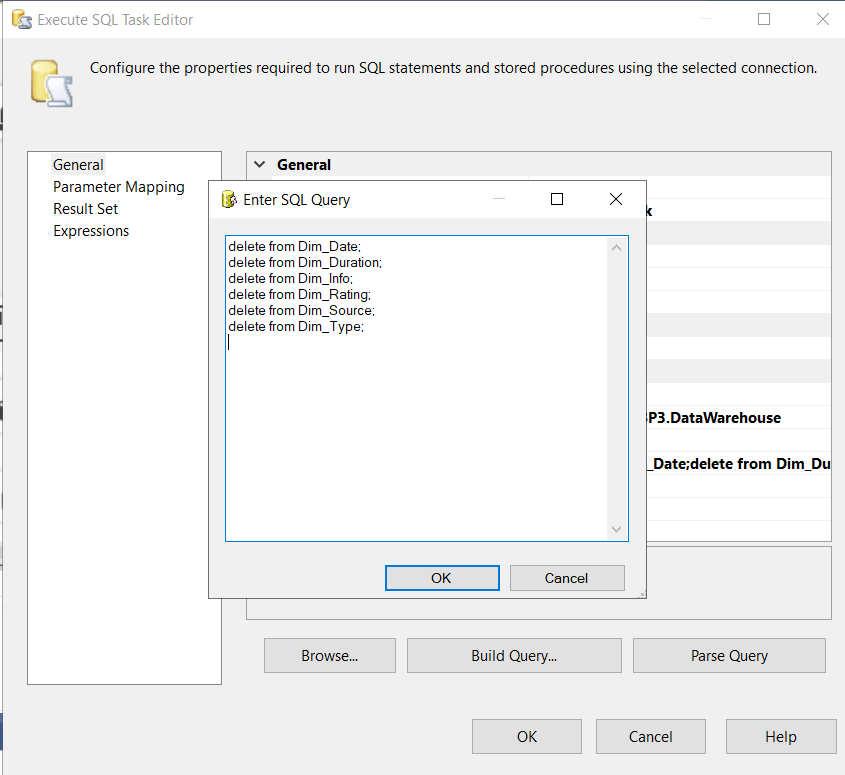 Execute SQL Task Editor
Configure the properties required to run SQL statements and stored procedures using the selected connection.
General
Parameter Mapping
Result Set
Expressions
General
Enter SQL Query
delete from Dim_Date;
delete from Dim_Duration;
delete from Dim_Info;
delete from Dim_Rating;
delete from Dim_Source;
delete from Dim_Type;
k
P3.DataWarehouse
_Date;delete from Dim_Du
OK
Cancel
Browse...
Build Query...
Parse Query
OK
Cancel
Help